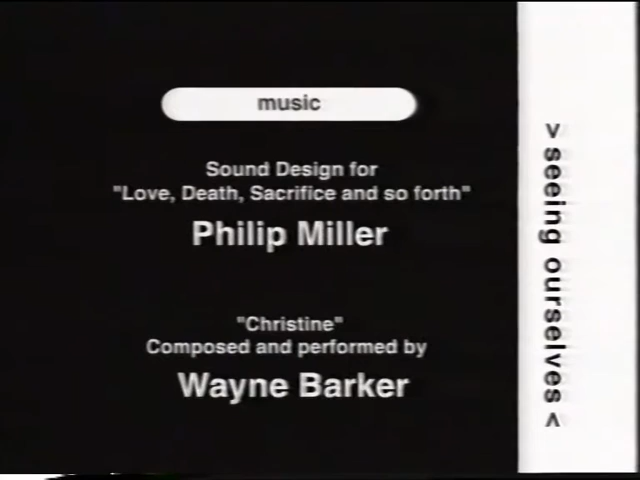 music
Sound Design for
"Love, Death, Sacrifice and so forth"
Philip Miller
"Christine"
Composed and performed by
Wayne Barker
> seeing ourselves <